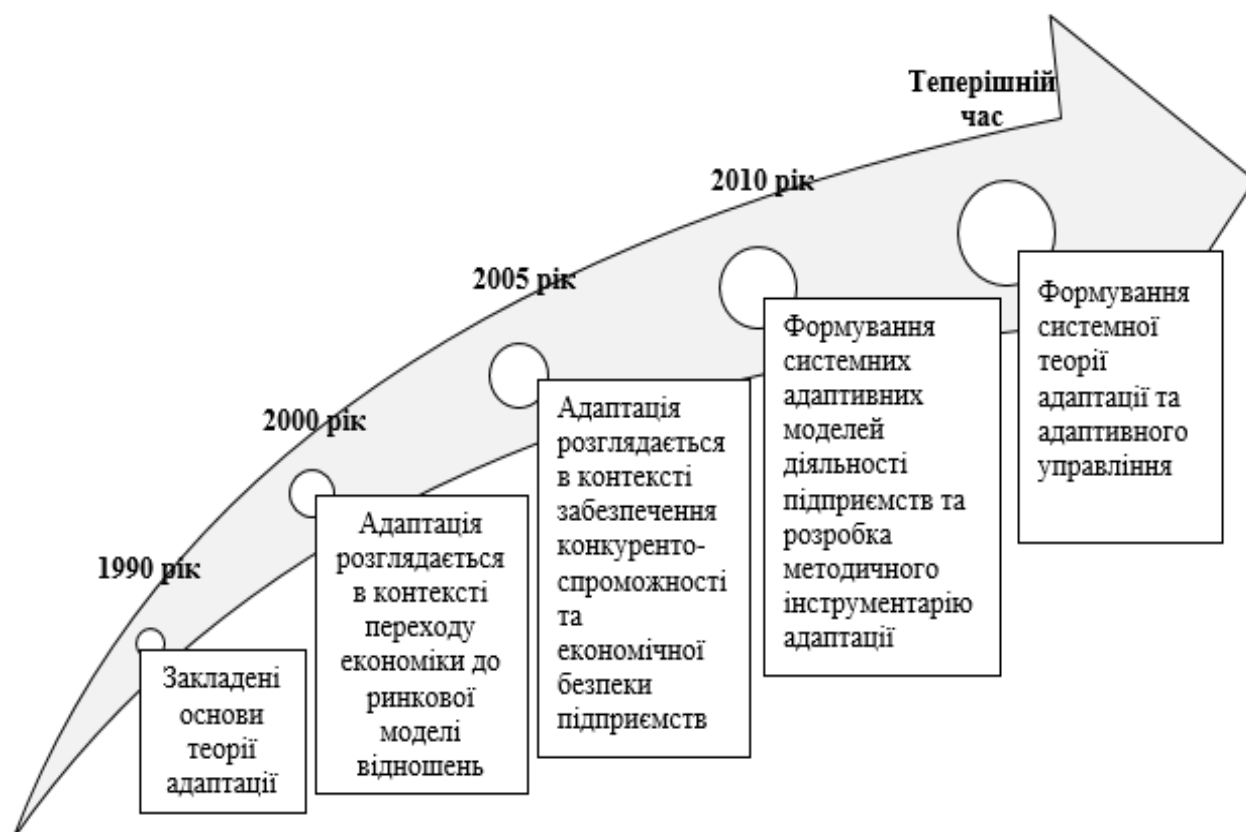 1990 рік
Закладені
основи
теорії
адаптації
2000 рік
Адаптація
розглядається
в контексті
переходу
економіки до
ринкової
моделі
відношень
2005 рік
Адаптація
розглядається
в контексті
забезпечення
конкуренто-
спроможності
та
економічної
безпеки
підприємств
2010 рік
Формування
системних
адаптивних
моделей
діяльності
підприємств та
розробка
методичного
інструментарію
адаптації
Теперішній
час
Формування
системної
теорії
адаптації та
адаптивного
управління